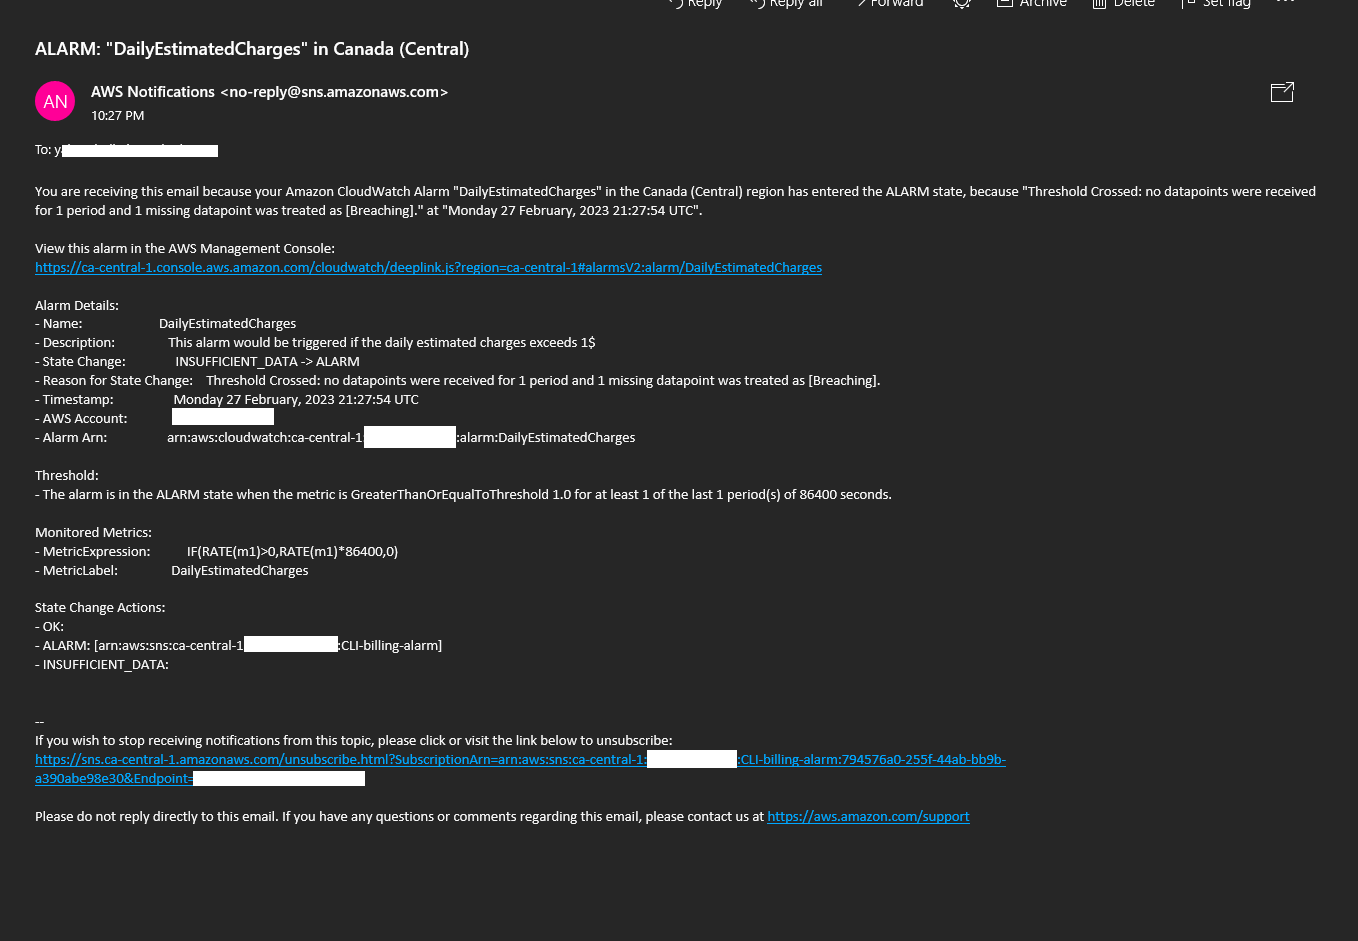 Reply Reply all Forward Archive Delete Set flag
ALARM: "DailyEstimatedCharges" in Canada (Central)
AN
AWS Notifications <no-reply@sns.amazonaws.com>
10:27 PM
To: y
You are receiving this email because your Amazon CloudWatch Alarm "DailyEstimatedCharges" in the Canada (Central) region has entered the ALARM state, because "Threshold Crossed: no datapoints were received
for 1 period and 1 missing datapoint was treated as [Breaching]." at "Monday 27 February, 2023 21:27:54 UTC".
View this alarm in the AWS Management Console:
https://ca-central-1.console.aws.amazon.com/cloudwatch/deeplink.js?region=ca-central-1#alarmsV2:alarm/DailyEstimatedCharges
Alarm Details:
- Name: DailyEstimatedCharges
- Description: This alarm would be triggered if the daily estimated charges exceeds 1$
- State Change: INSUFFICIENT_DATA -> ALARM
- Reason for State Change: Threshold Crossed: no datapoints were received for 1 period and 1 missing datapoint was treated as [Breaching].
- Timestamp: Monday 27 February, 2023 21:27:54 UTC
- AWS Account:
- Alarm Arn: arn:aws:cloudwatch:ca-central-1 :alarm:DailyEstimatedCharges
Threshold:
- The alarm is in the ALARM state when the metric is GreaterThanOrEqualToThreshold 1.0 for at least 1 of the last 1 period(s) of 86400 seconds.
Monitored Metrics:
- MetricExpression: IF(RATE(m1)>0,RATE(m1)*86400,0)
- MetricLabel: DailyEstimatedCharges
State Change Actions:
- OK:
- ALARM: [arn:aws:sns:ca-central-1 :CLI-billing-alarm]
- INSUFFICIENT_DATA:
--
If you wish to stop receiving notifications from this topic, please click or visit the link below to unsubscribe:
https://sns.ca-central-1.amazonaws.com/unsubscribe.html?SubscriptionArn=arn:aws:sns:ca-central-1: :CLI-billing-alarm:794576a0-255f-44ab-bb9b-
a390abe98e30&Endpoint=
Please do not reply directly to this email. If you have any questions or comments regarding this email, please contact us at https://aws.amazon.com/support